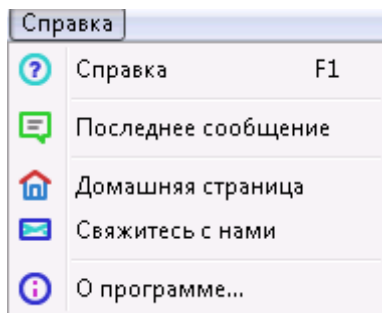 Справка
Справка F1
Последнее сообщение
Домашняя страница
Свяжитесь с нами
О программе...